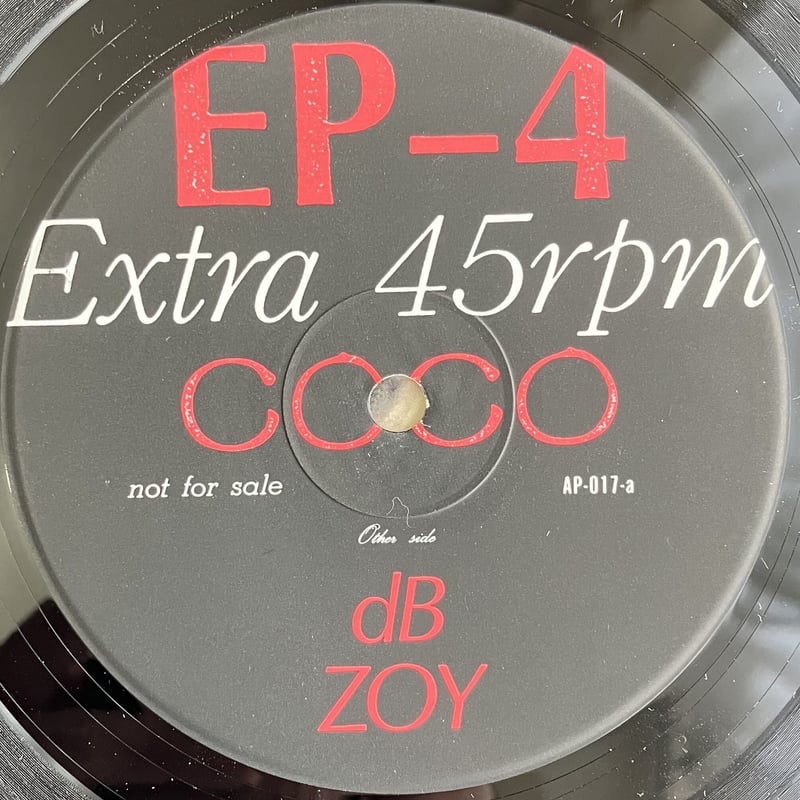 EP-4
Extra 45rpm
COCO
not for sale
AP-017-a
Other side
dB
ZOY